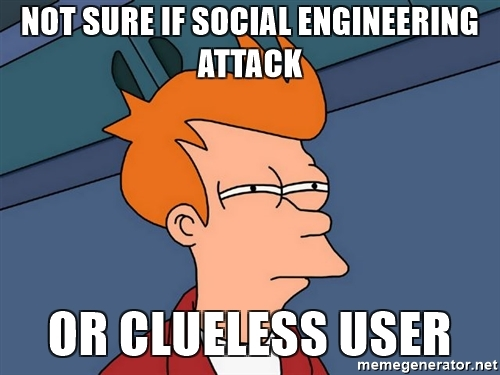 NOT SURE IF SOCIAL ENGINEERING
ATTACK
OR CLUELESS USER
memegenerator.net